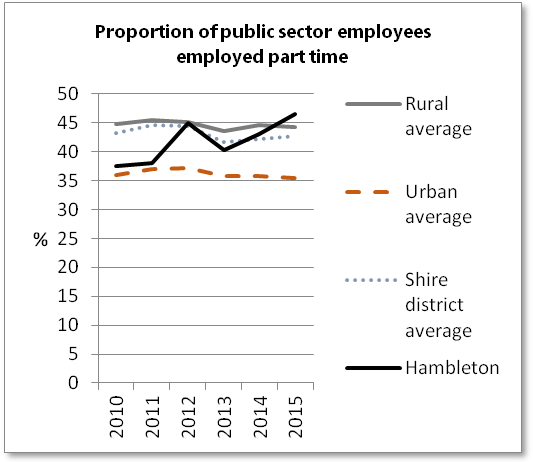 Proportion of public sector employees
employed part time
50
45
40
35
30
25
20
15
10
5
0
%
2010
2011
2012
2013
2014
2015
Rural
average
Urban
average
Shire
district
average
Hambleton